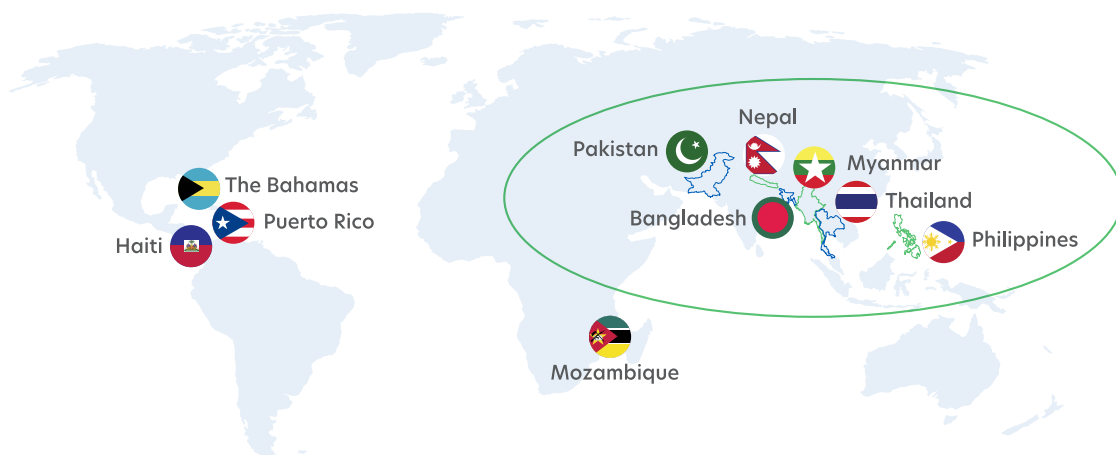 Nepal
Pakistan
Myanmar
The Bahamas
Thailand
Puerto Rico
Bangladesh
Haiti
Philippines
Mozambique